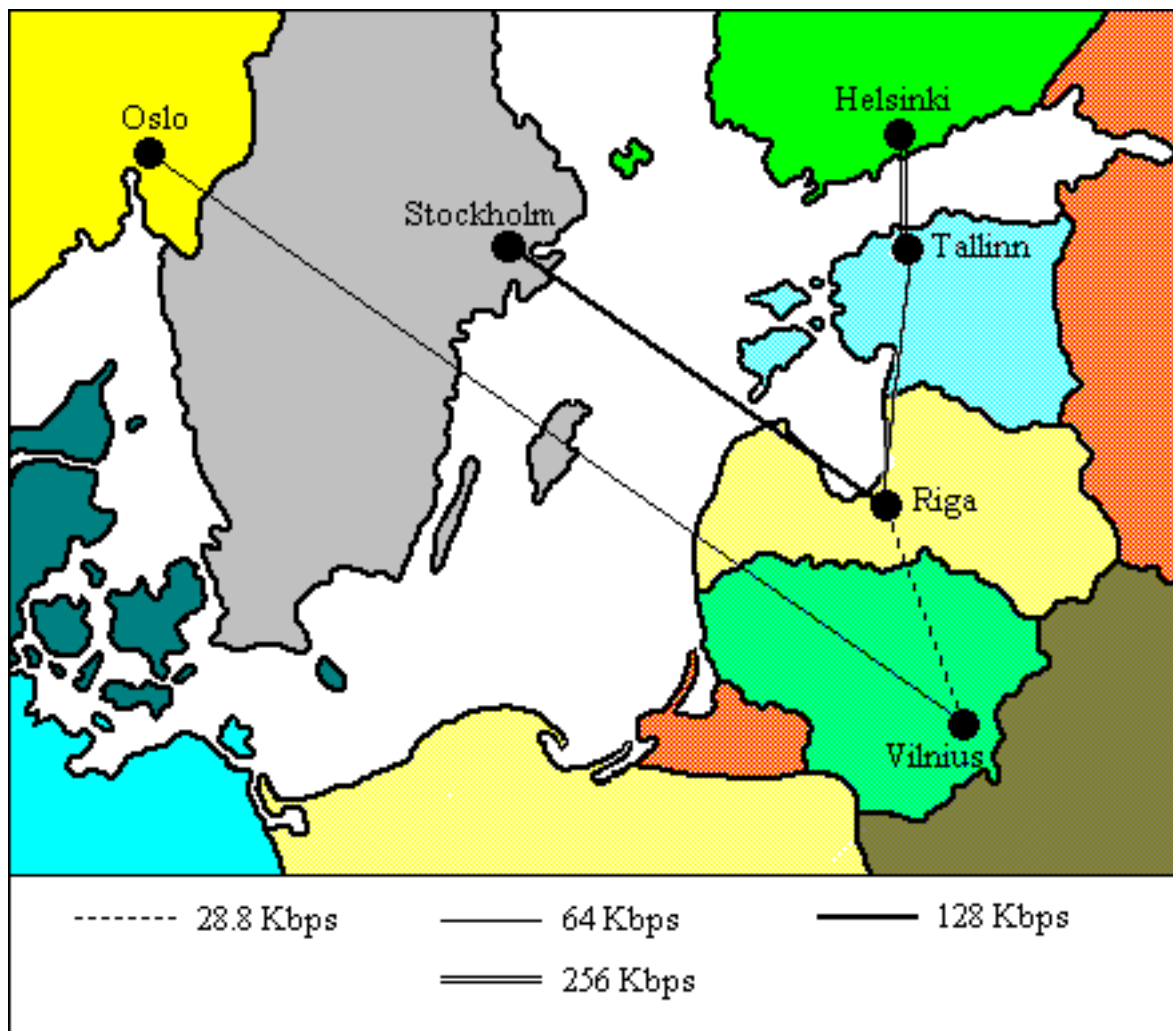 Helsinki
Oslo
Stockholm
Tallinn
Riga
Vilnius
28.8 Kbps
64 Kbps
128 Kbps
256 Kbps